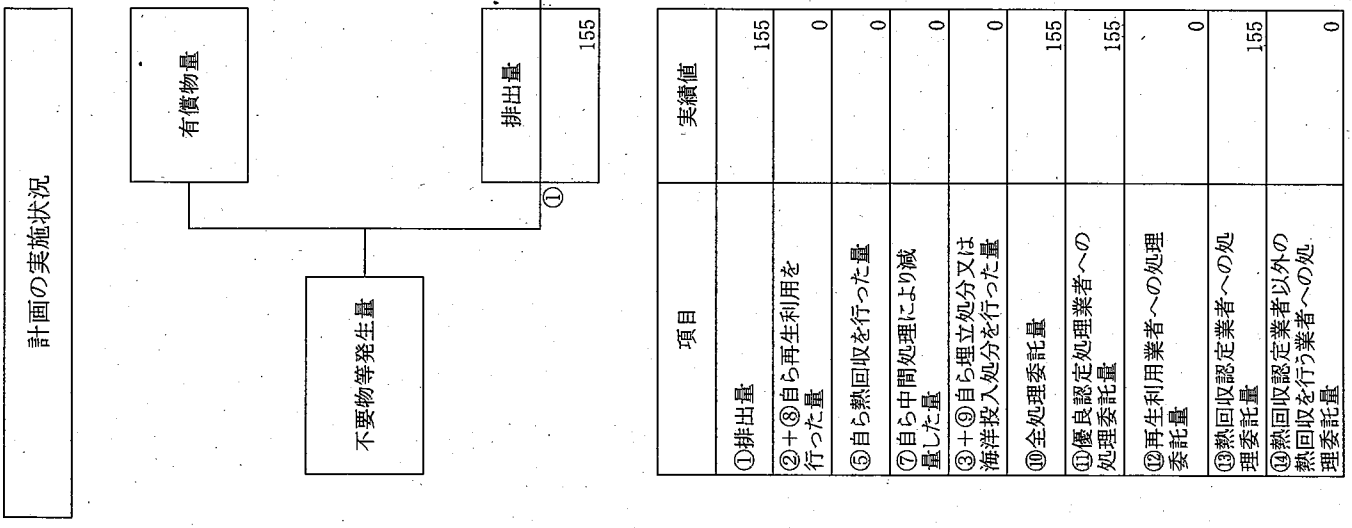 計画の実施状況
有償物量
不要物等発生量
①
排出量
155
項目
実績値
①排出量
155
②+⑧自ら再生利用を
行った量
0
⑤自ら熱回収を行った量
0
⑦自ら中間処理により減
量した量
0
③+⑨自ら埋立処分又は
海洋投入処分を行った量
0
⑩全処理委託量
155
⑪優良認定処理業者への
処理委託量
155
⑫再生利用業者への処理
委託量
0
⑬熱回収認定業者への処
理委託量
155
⑭熱回収認定業者以外の
熱回収を行う業者への処
理委託量
0